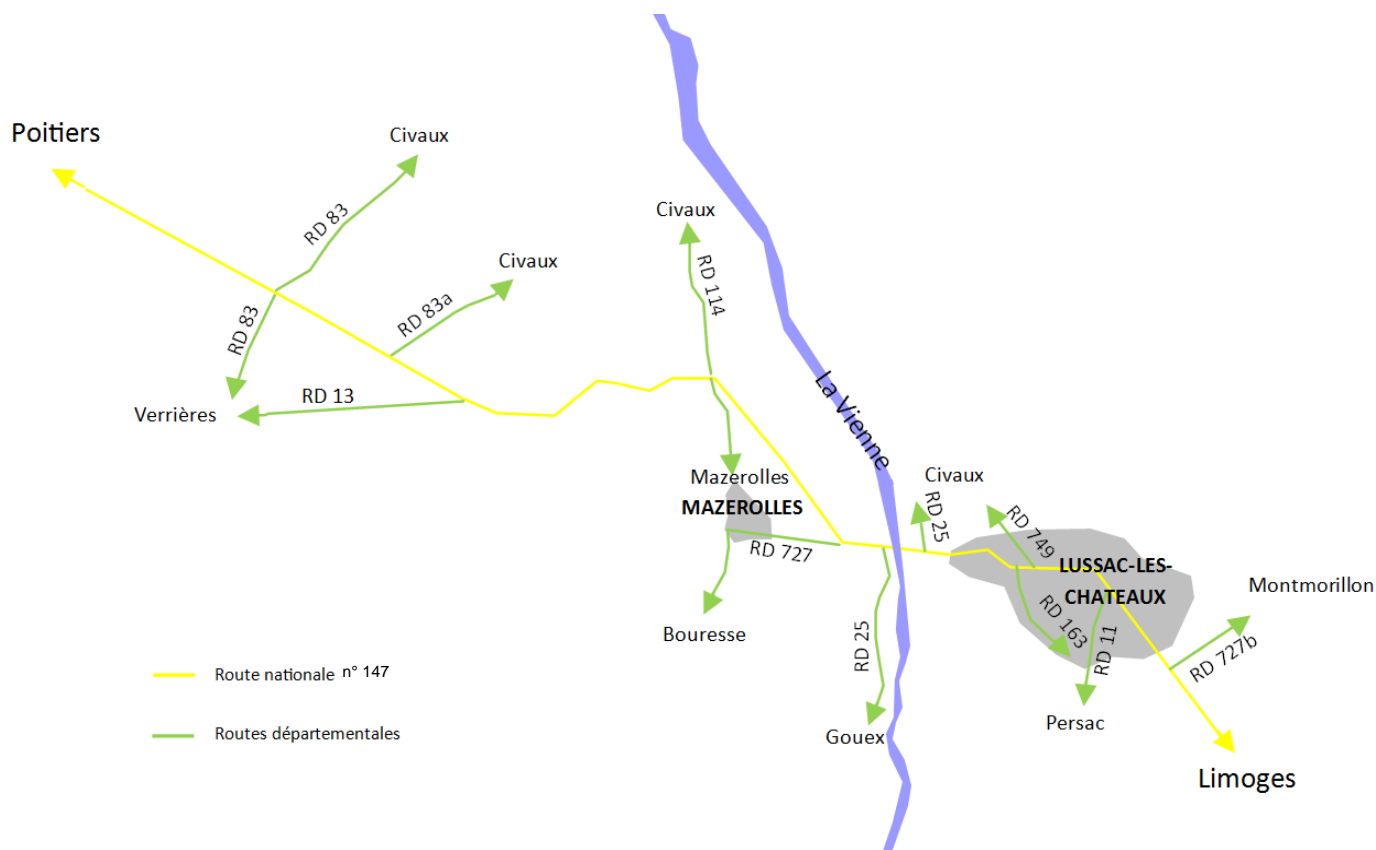 Poitiers
Civaux
RD 83
Civaux
RD 83a
RD 83
Verrières
RD 13
Civaux
RD 114
La Vienne
Mazerolles
MAZEROLLES
RD 727
Bouresse
Civaux
RD 25
RD 749
LUSSAC-LES-
CHATEAUX
RD 163
RD 11
Montmorillon
RD 727b
RD 25
Gouex
Persac
Limoges
Route nationale n° 147
Routes départementales